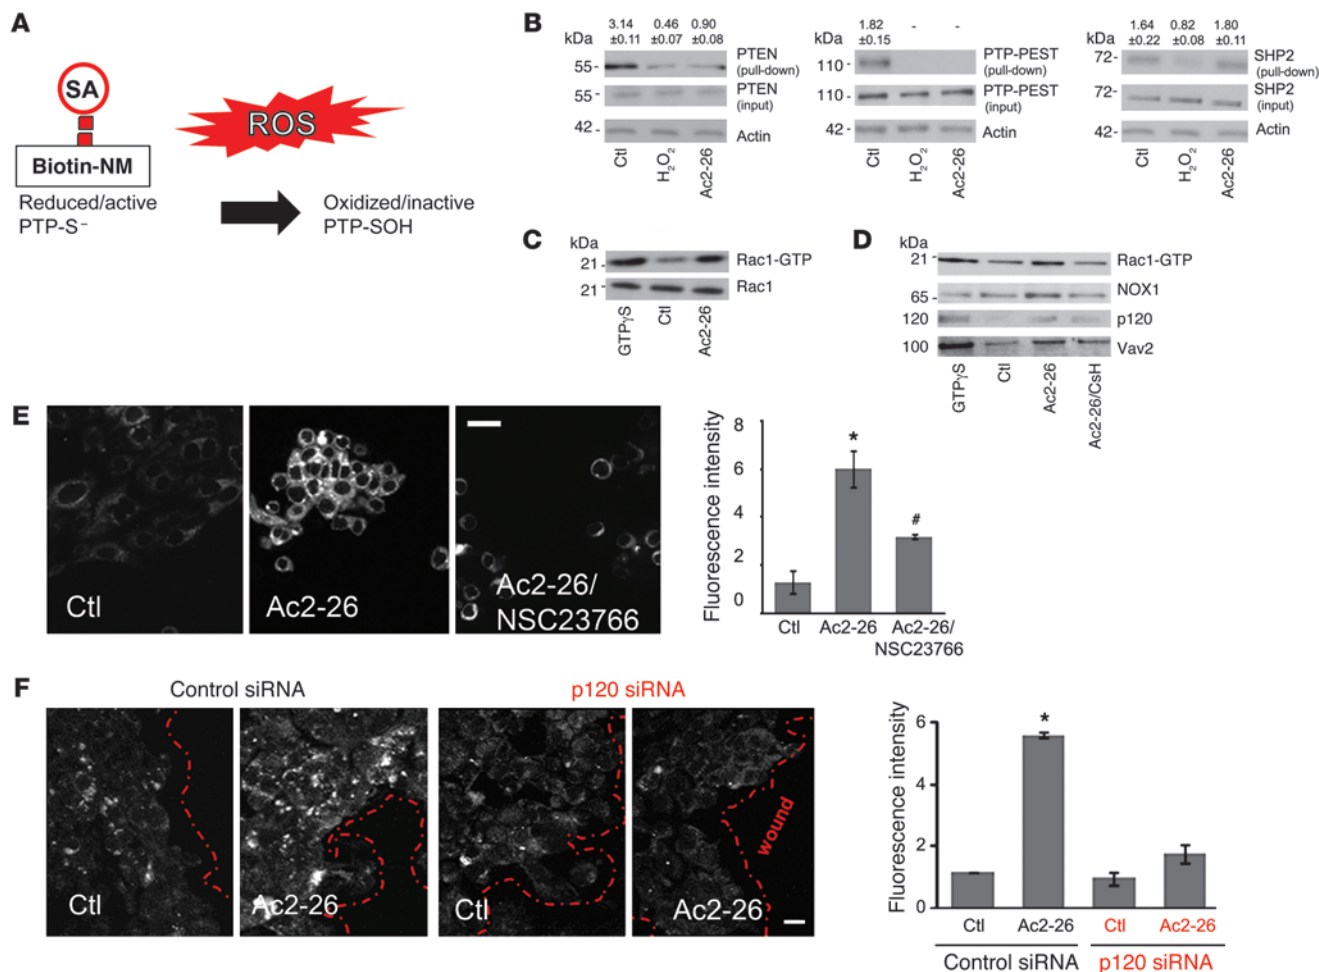 A
SA
Biotin-NM
Reduced/active
PTP-S⁻
ROS
Oxidized/inactive
PTP-SOH
B
kDa
3.14 0.46 0.90
±0.11 ±0.07 ±0.08
55- PTEN
(pull-down)
55 PTEN
(input)
42- Actin
Ctl
H₂O₂
Ac2-26
kDa
1.82 - -
±0.15
110- PTP-PEST
(pull-down)
110- PTP-PEST
(input)
42- Actin
Ctl
H₂O₂
Ac2-26
kDa
1.64 0.82 1.80
±0.22 ±0.08 ±0.11
72- SHP2
(pull-down)
72- SHP2
(input)
42- Actin
Ctl
H₂O₂
Ac2-26
C
kDa
21 - Rac1-GTP
21 - Rac1
GTPγS
Ctl
Ac2-26
D
kDa
21 - Rac1-GTP
65 - NOX1
120 p120
100 Vav2
GTPγS
Ctl
Ac2-26
Ac2-26/CsH
E
Ctl
Ac2-26
Ac2-26/
NSC23766
Fluorescence intensity
8
6
4
2
0
*
#
Ctl
Ac2-26
Ac2-26/
NSC23766
F
Control siRNA
p120 siRNA
Ctl
Ac2-26
Ctl
Ac2-26
wound
Fluorescence intensity
6
4
2
0
*
Ctl Ac2-26 Ctl Ac2-26
Control siRNA p120 siRNA